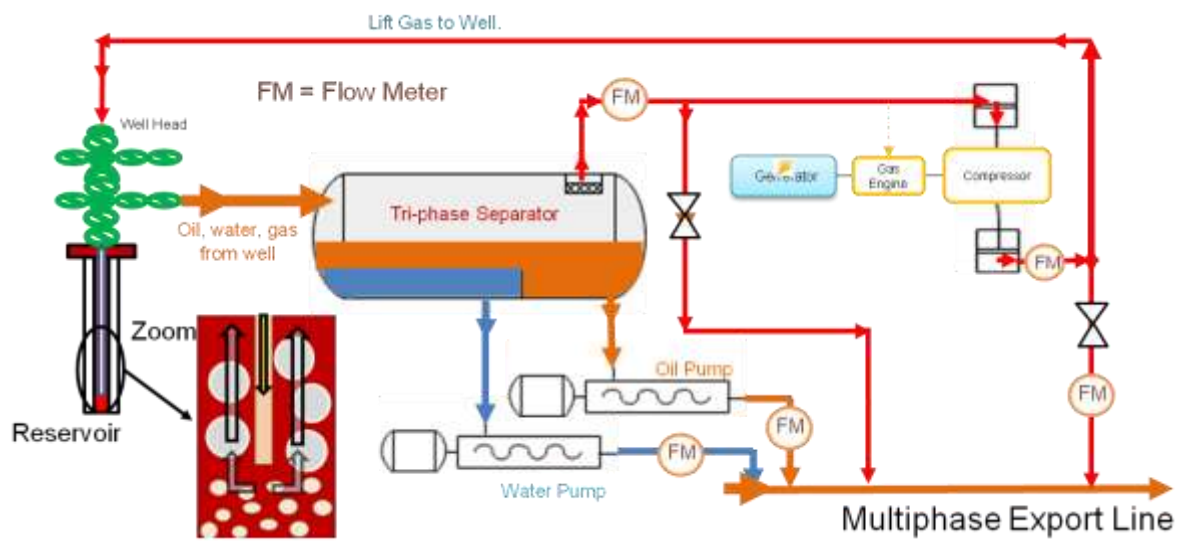 Lift Gas to Well.
FM = Flow Meter
FM
Well Head
Generator
Gas
Engine
Compressor
Tri-phase Separator
Oil, water, gas
from well
FM
Zoom
Oil Pump
FM
FM
Reservoir
FM
Water Pump
Multiphase Export Line